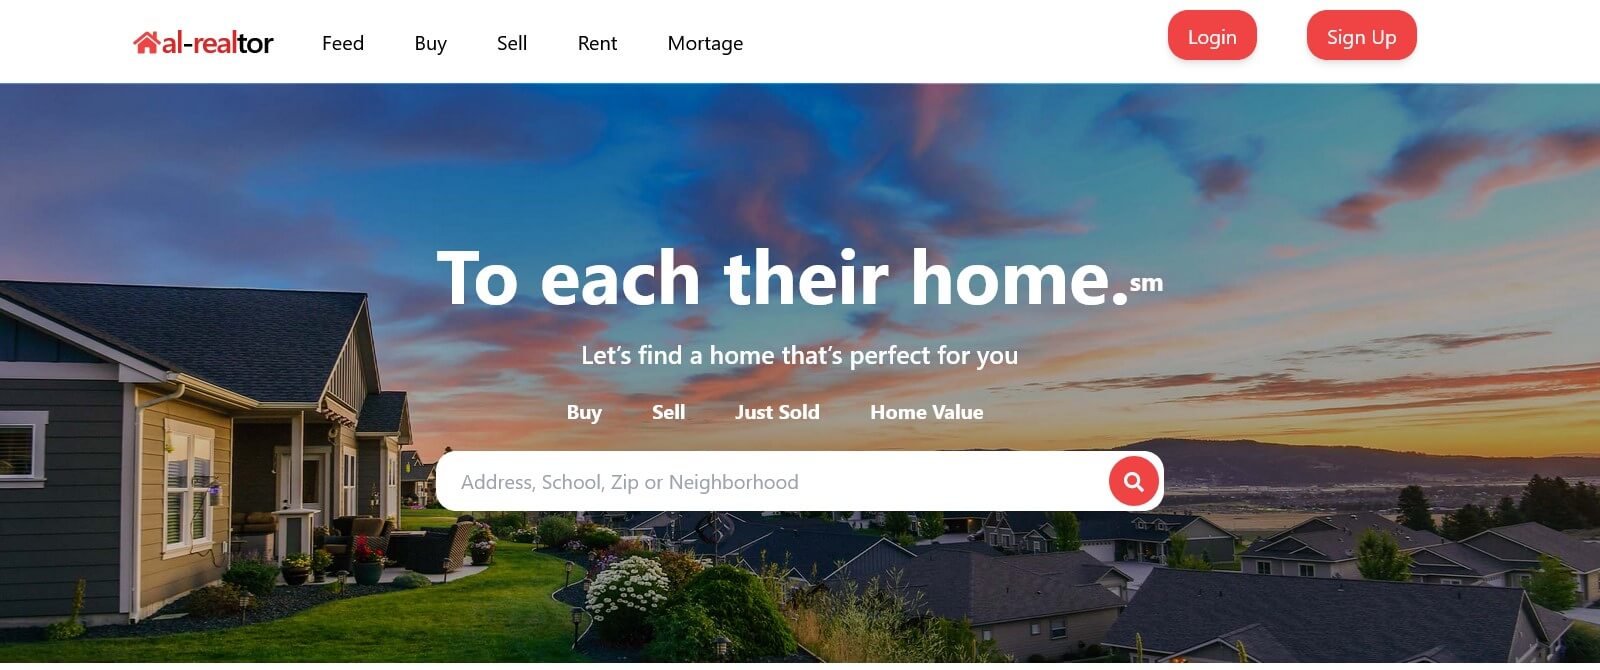 al-realtor Feed Buy Sell Rent Mortage Login Sign Up
To each their home.sm
Let's find a home that's perfect for you
Buy Sell Just Sold Home Value
Address, School, Zip or Neighborhood